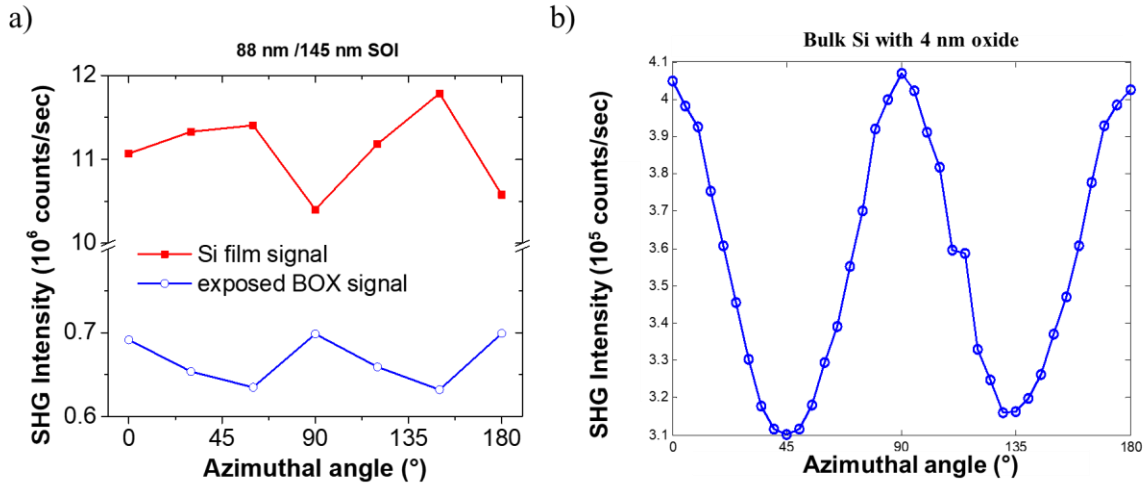 a)
88 nm /145 nm SOI
SHG Intensity (10⁶ counts/sec)
12
11
10
0.7
0.6
Si film signal
exposed BOX signal
0 45 90 135 180
Azimuthal angle (°)
b)
Bulk Si with 4 nm oxide
SHG Intensity (10⁵ counts/sec)
4.1
4
3.9
3.8
3.7
3.6
3.5
3.4
3.3
3.2
3.1
0 45 90 135 180
Azimuthal angle (°)